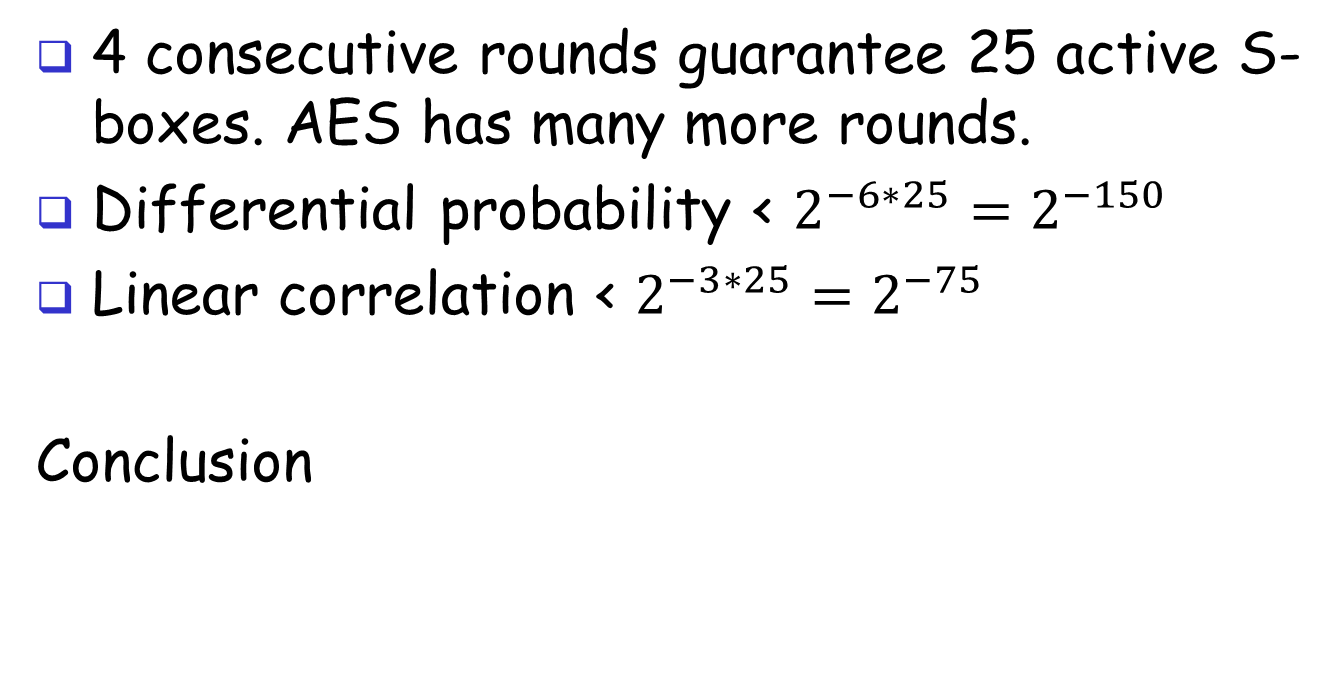 ❑ 4 consecutive rounds guarantee 25 active S-
boxes. AES has many more rounds.
❑ Differential probability < 2^{−6*25} = 2^{−150}
❑ Linear correlation < 2^{−3*25} = 2^{−75}
Conclusion